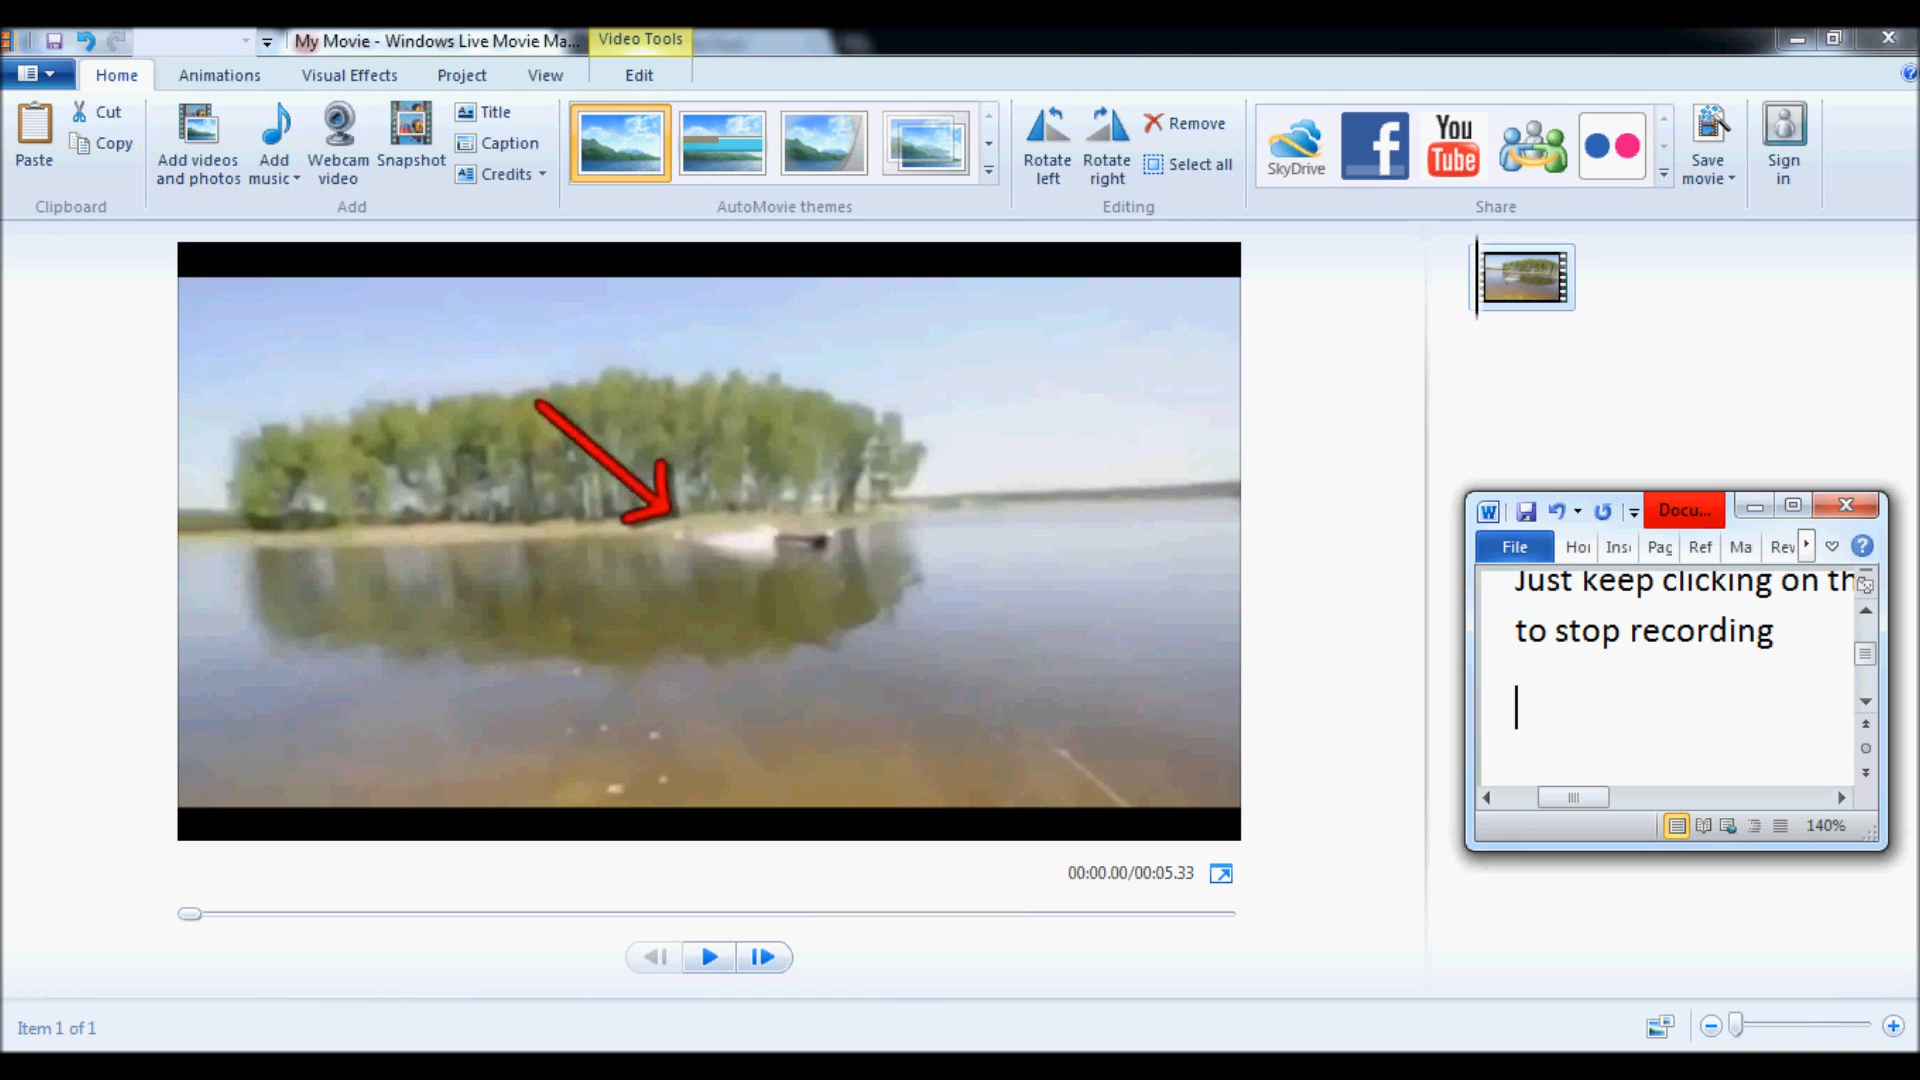 My Movie - Windows Live Movie Ma...
Video Tools
Home
Animations
Visual Effects
Project
View
Edit
Paste
Cut
Copy
Clipboard
Add videos
and photos
Add
music
Webcam
video
Snapshot
Title
Caption
Credits
Add
AutoMovie themes
Rotate
left
Rotate
right
Remove
Select all
Editing
SkyDrive
f
You
Tube
Share
Save
movie
Sign
in
W
Docu...
File
Hoi
Ins
Pag
Ref
Ma
Rev
Just keep clicking on th
to stop recording
140%
00:00.00/00:05.33
Item 1 of 1